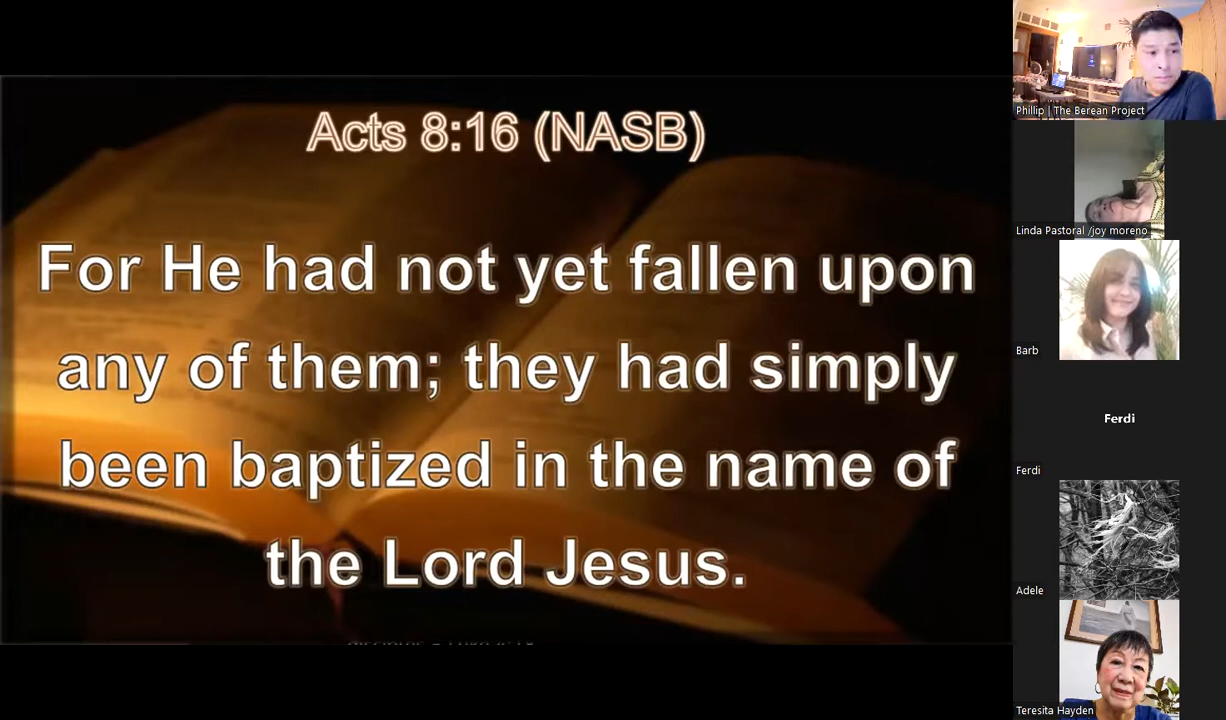 Acts 8:16 (NASB)
For He had not yet fallen upon
any of them; they had simply
been baptized in the name of
the Lord Jesus.
Phillip | The Berean Project
Linda Pastoral /joy moreno
Barb
Ferdi
Ferdi
Adele
Teresita Hayden